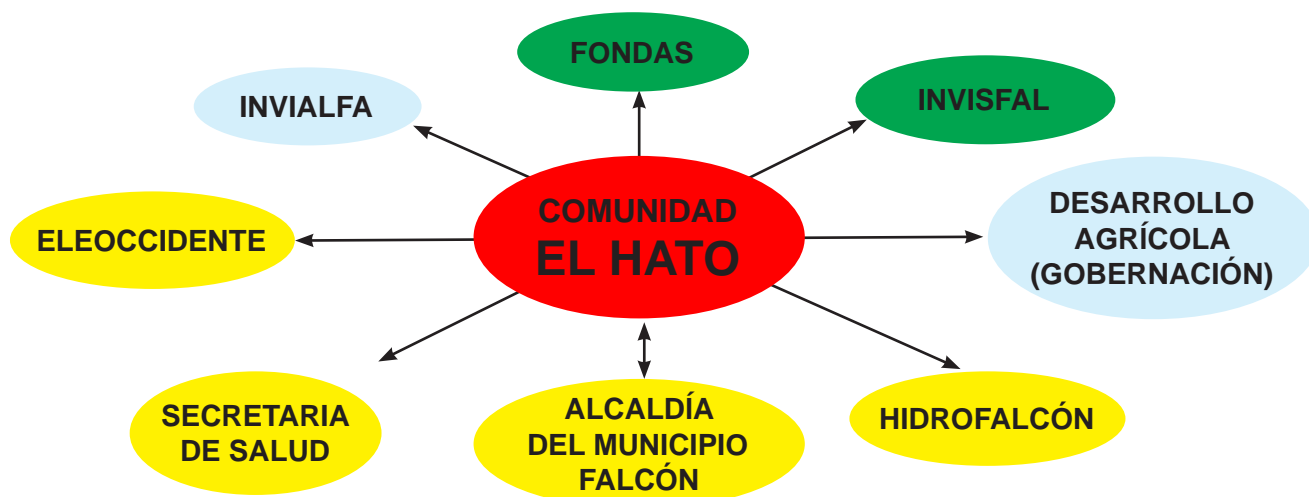 FONDAS
INVIALFA
INVISFAL
COMUNIDAD
EL HATO
ELEOCCIDENTE
DESARROLLO
AGRÍCOLA
(GOBERNACIÓN)
SECRETARIA
DE SALUD
ALCALDÍA
DEL MUNICIPIO
FALCÓN
HIDROFALCÓN